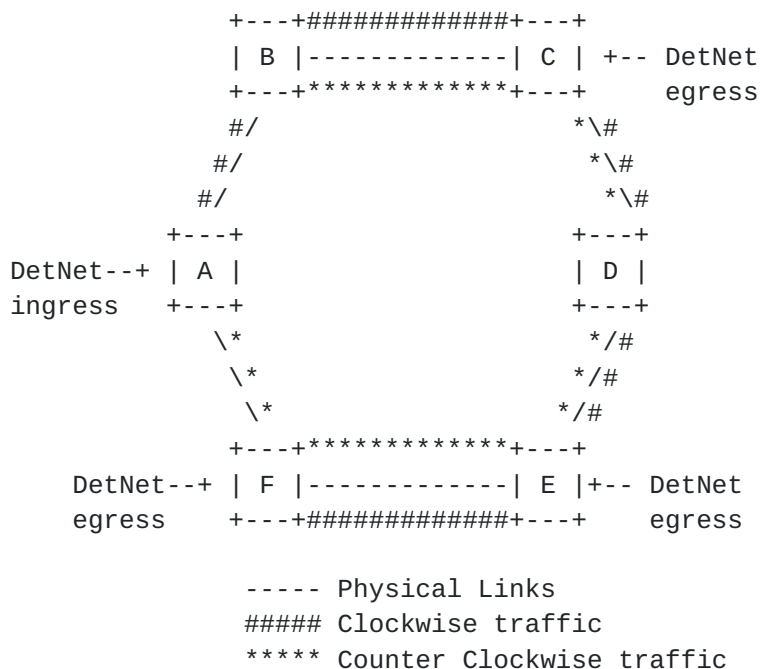 +---+#############+---+
              | B |-------------| C | +-- DetNet
              +---+*************+---+     egress
                #/                    *\#
             #/                       *\#
            #/                         *\#
          +---+                     +---+
DetNet--+ | A |                     | D |
ingress   +---+                     +---+
             \*                      */#
              \*                    */#
               \*                  */#
              +---+*************+---+
    DetNet--+ | F |-------------| E |+-- DetNet
    egress    +---+#############+---+    egress
               ----- Physical Links
               ##### Clockwise traffic
               ***** Counter Clockwise traffic